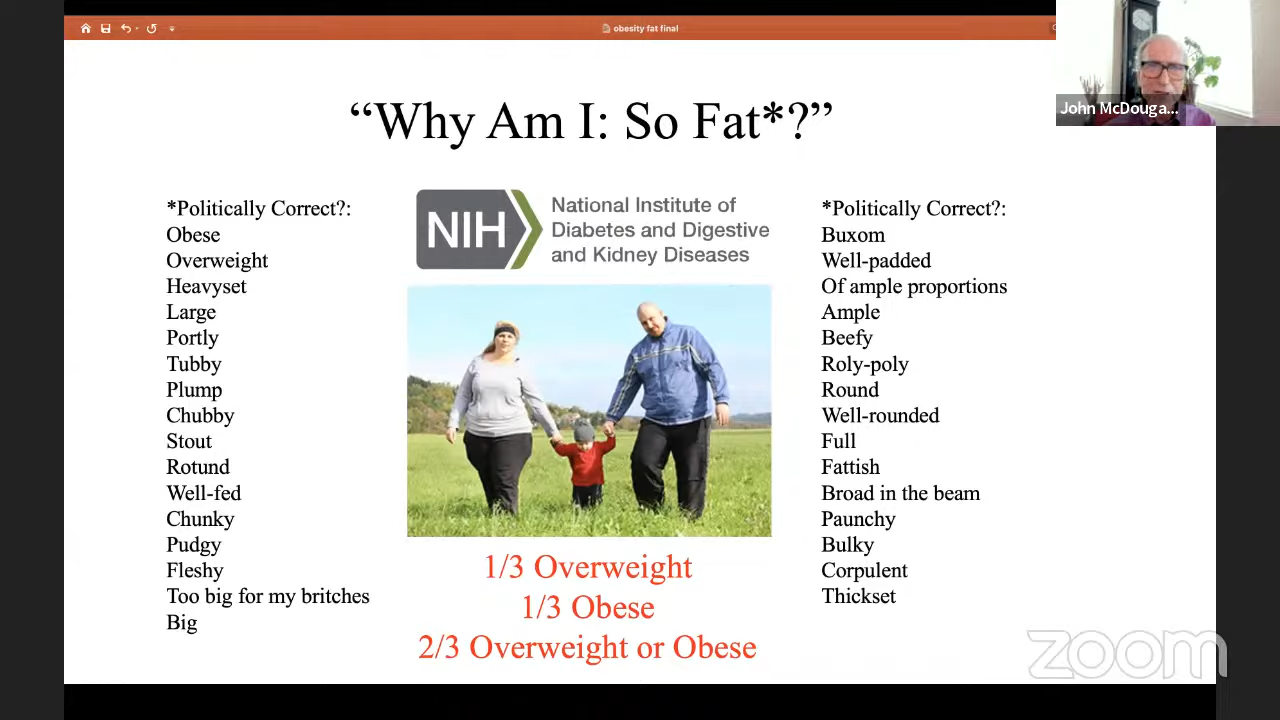 obesity fat final
John McDouga...
“Why Am I: So Fat*?”
*Politically Correct?:
Obese
Overweight
Heavyset
Large
Portly
Tubby
Plump
Chubby
Stout
Rotund
Well-fed
Chunky
Pudgy
Fleshy
Too big for my britches
Big
NIH
National Institute of
Diabetes and Digestive
and Kidney Diseases
1/3 Overweight
1/3 Obese
2/3 Overweight or Obese
*Politically Correct?:
Buxom
Well-padded
Of ample proportions
Ample
Beefy
Roly-poly
Round
Well-rounded
Full
Fattish
Broad in the beam
Paunchy
Bulky
Corpulent
Thickset
zoom